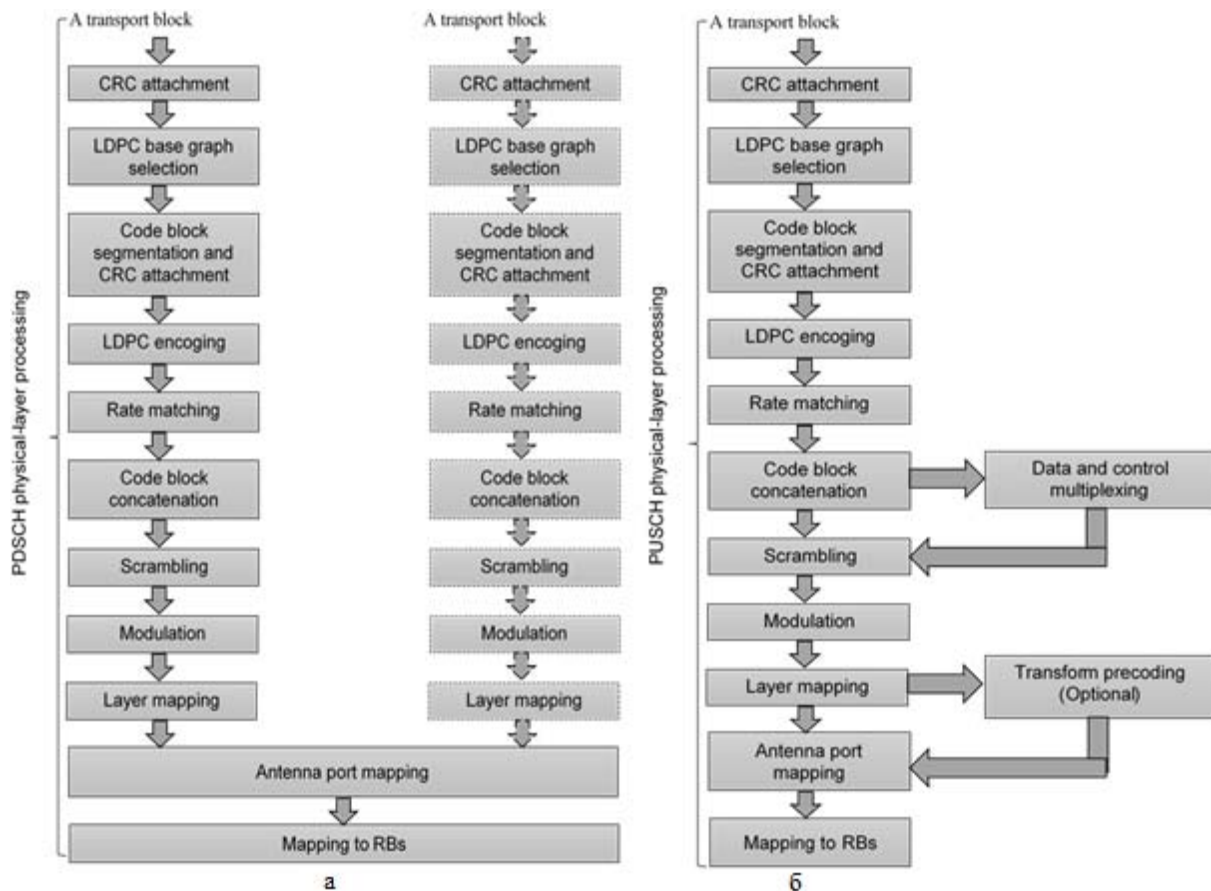 A transport block
CRC attachment
LDPC base graph
selection
Code block
segmentation and
CRC attachment
LDPC encoging
Rate matching
Code block
concatenation
Scrambling
Modulation
Layer mapping
A transport block
CRC attachment
LDPC base graph
selection
Code block
segmentation and
CRC attachment
LDPC encoging
Rate matching
Code block
concatenation
Scrambling
Modulation
Layer mapping
Antenna port mapping
Mapping to RBs
PDSCH physical-layer processing
а
A transport block
CRC attachment
LDPC base graph
selection
Code block
segmentation and
CRC attachment
LDPC encoging
Rate matching
Code block
concatenation
Data and control
multiplexing
Scrambling
Modulation
Layer mapping
Transform precoding
(Optional)
Antenna port
mapping
Mapping to RBs
PUSCH physical-layer processing
б